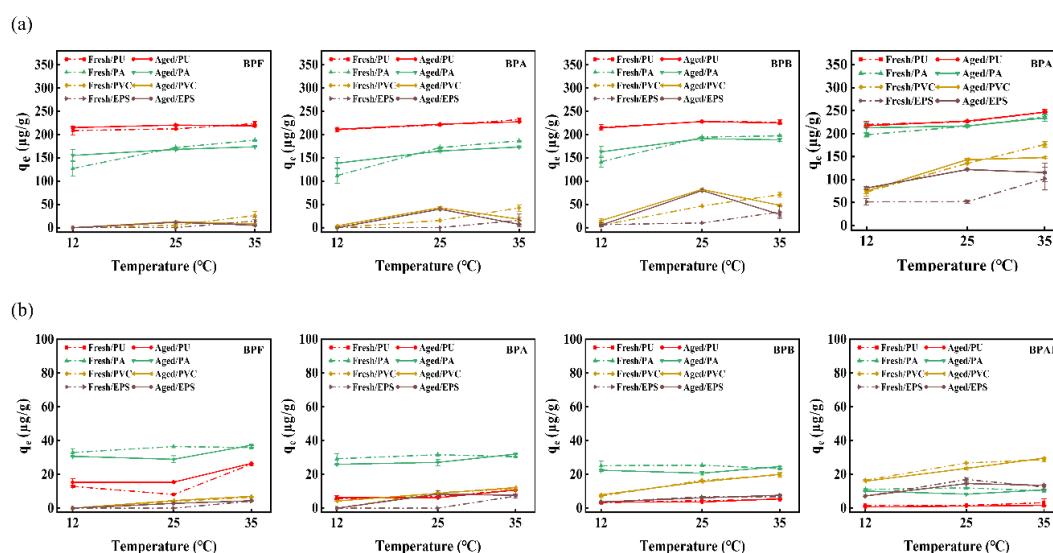 (a)
350
300
250
200
150
100
50
0
qe (μg/g)
Fresh/PU Aged/PU
Fresh/PA Aged/PA
Fresh/PVC Aged/PVC
Fresh/EPS Aged/EPS
BPF
12 25 35
Temperature (°C)
350
300
250
200
150
100
50
0
qe (μg/g)
Fresh/PU Aged/PU
Fresh/PA Aged/PA
Fresh/PVC Aged/PVC
Fresh/EPS Aged/EPS
BPA
12 25 35
Temperature (°C)
350
300
250
200
150
100
50
0
qe (μg/g)
Fresh/PU Aged/PU
Fresh/PA Aged/PA
Fresh/PVC Aged/PVC
Fresh/EPS Aged/EPS
BPB
12 25 35
Temperature (°C)
350
300
250
200
150
100
50
0
qe (μg/g)
Fresh/PU Aged/PU
Fresh/PA Aged/PA
Fresh/PVC Aged/PVC
Fresh/EPS Aged/EPS
12 25 35
Temperature (°C)
(b)
100
80
60
40
20
0
qe (μg/g)
Fresh/PU Aged/PU
Fresh/PA Aged/PA
Fresh/PVC Aged/PVC
Fresh/EPS Aged/EPS
BPF
12 25 35
Temperature (°C)
100
80
60
40
20
0
qe (μg/g)
Fresh/PU Aged/PU
Fresh/PA Aged/PA
Fresh/PVC Aged/PVC
Fresh/EPS Aged/EPS
BPA
12 25 35
Temperature (°C)
100
80
60
40
20
0
qe (μg/g)
Fresh/PU Aged/PU
Fresh/PA Aged/PA
Fresh/PVC Aged/PVC
Fresh/EPS Aged/EPS
BPB
12 25 35
Temperature (°C)
100
80
60
40
20
0
qe (μg/g)
Fresh/PU Aged/PU
Fresh/PA Aged/PA
Fresh/PVC Aged/PVC
Fresh/EPS Aged/EPS
12 25 35
Temperature (°C)